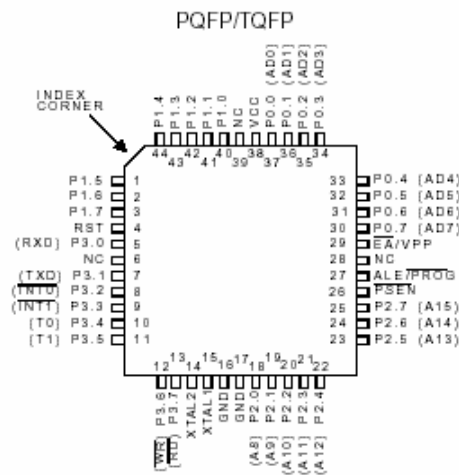 PQFP/TQFP
INDEX
CORNER
P1.4
P1.3
P1.2
P1.1
P1.0
NC
VCC
P0.0 (AD0)
P0.1 (AD1)
P0.2 (AD2)
P0.3 (AD3)
44
43
42
41
40
39
38
37
36
35
34
P1.5 1
P1.6 2
P1.7 3
RST 4
(RXD) P3.0 5
NC 6
(TXD) P3.1 7
(INT0) P3.2 8
(INT1) P3.3 9
(T0) P3.4 10
(T1) P3.5 11
33 P0.4 (AD4)
32 P0.5 (AD5)
31 P0.6 (AD6)
30 P0.7 (AD7)
29 EA/VPP
28 NC
27 ALE/PROG
26 PSEN
25 P2.7 (A15)
24 P2.6 (A14)
23 P2.5 (A13)
12
13
14
15
16
17
18
19
20
21
22
(WR) P3.6
(RD) P3.7
XTAL2
XTAL1
GND
GND
(A8) P2.0
(A9) P2.1
(A10) P2.2
(A11) P2.3
(A12) P2.4